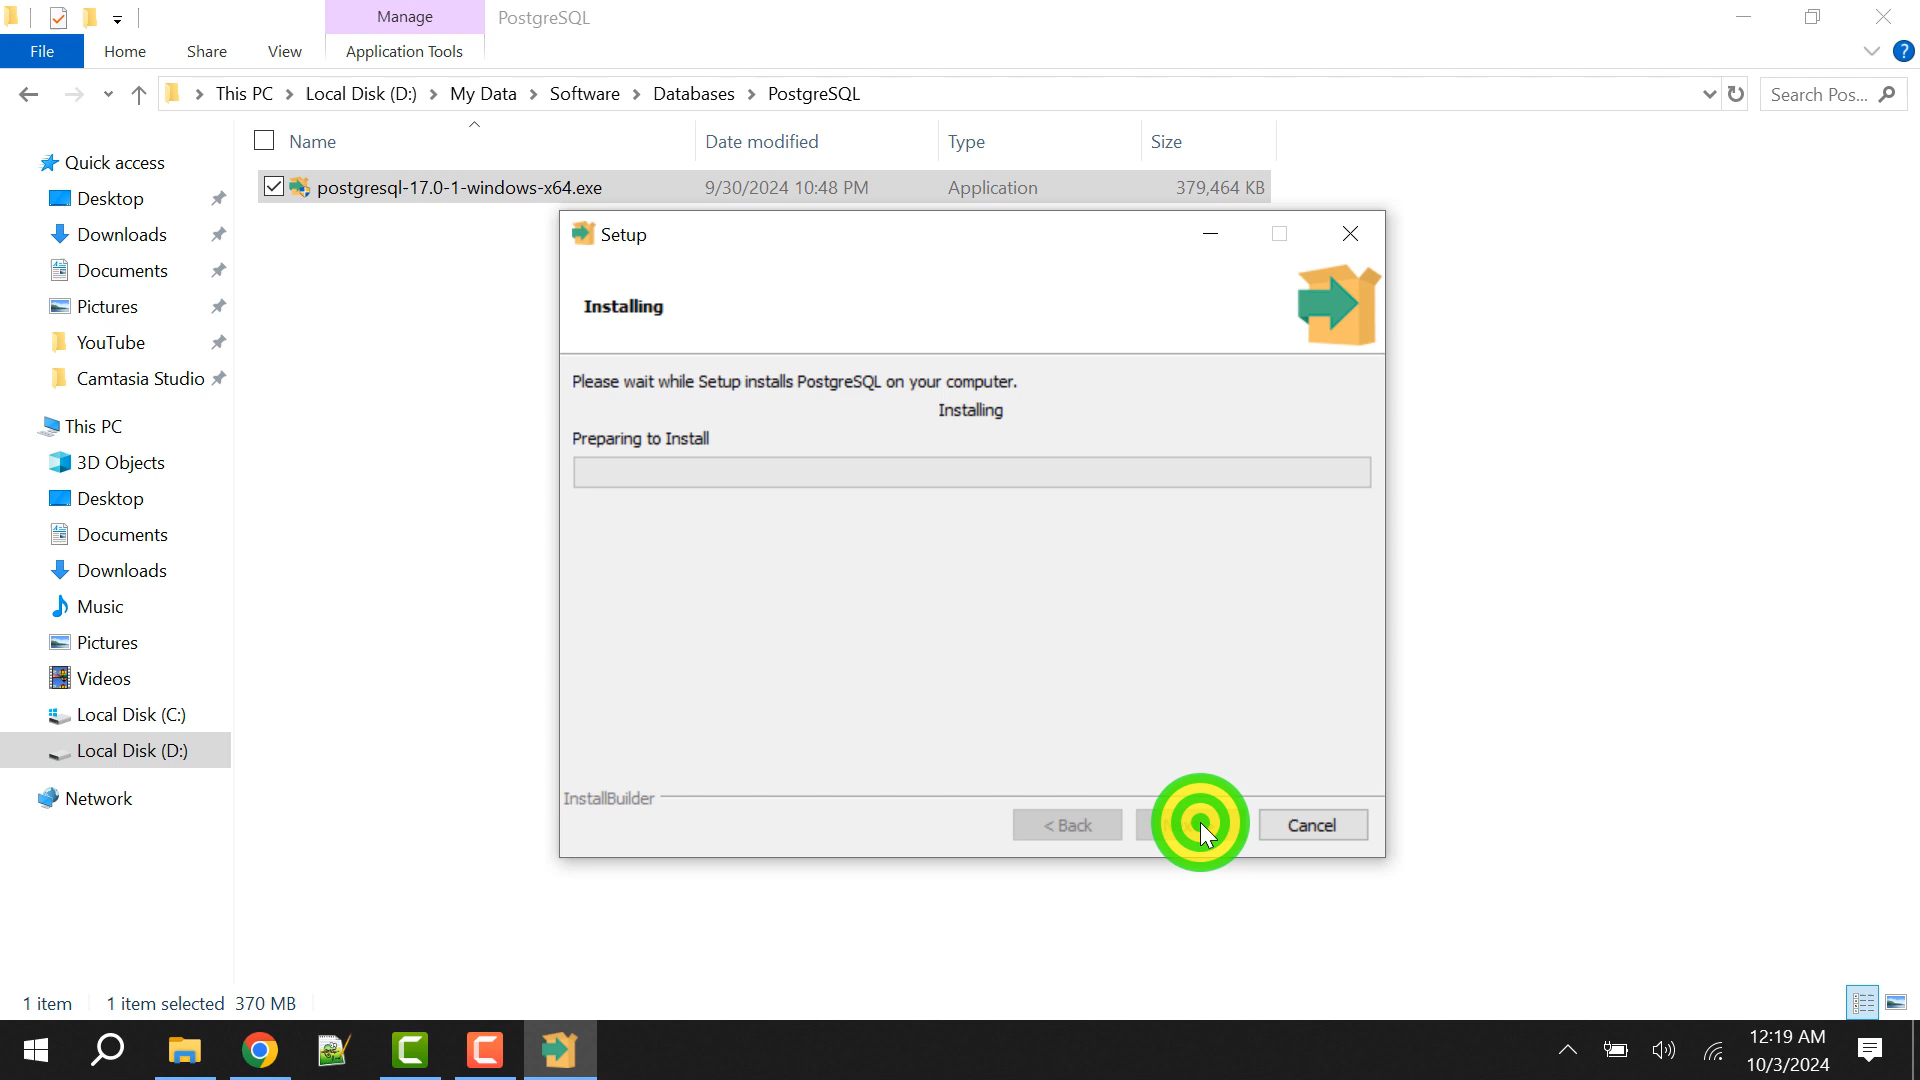 Manage
PostgreSQL
File
Home
Share
View
Application Tools
?
This PC
Local Disk (D:)
My Data
Software
Databases
PostgreSQL
Search Pos...
Name
Date modified
Type
Size
postgresql-17.0-1-windows-x64.exe
9/30/2024 10:48 PM
Application
379,464 KB
Quick access
Desktop
Downloads
Documents
Pictures
YouTube
Camtasia Studio
This PC
3D Objects
Desktop
Documents
Downloads
Music
Pictures
Videos
Local Disk (C:)
Local Disk (D:)
Network
Setup
Installing
Please wait while Setup installs PostgreSQL on your computer.
Installing
Preparing to Install
InstallBuilder
< Back
Cancel
1 item
1 item selected 370 MB
12:19 AM
10/3/2024